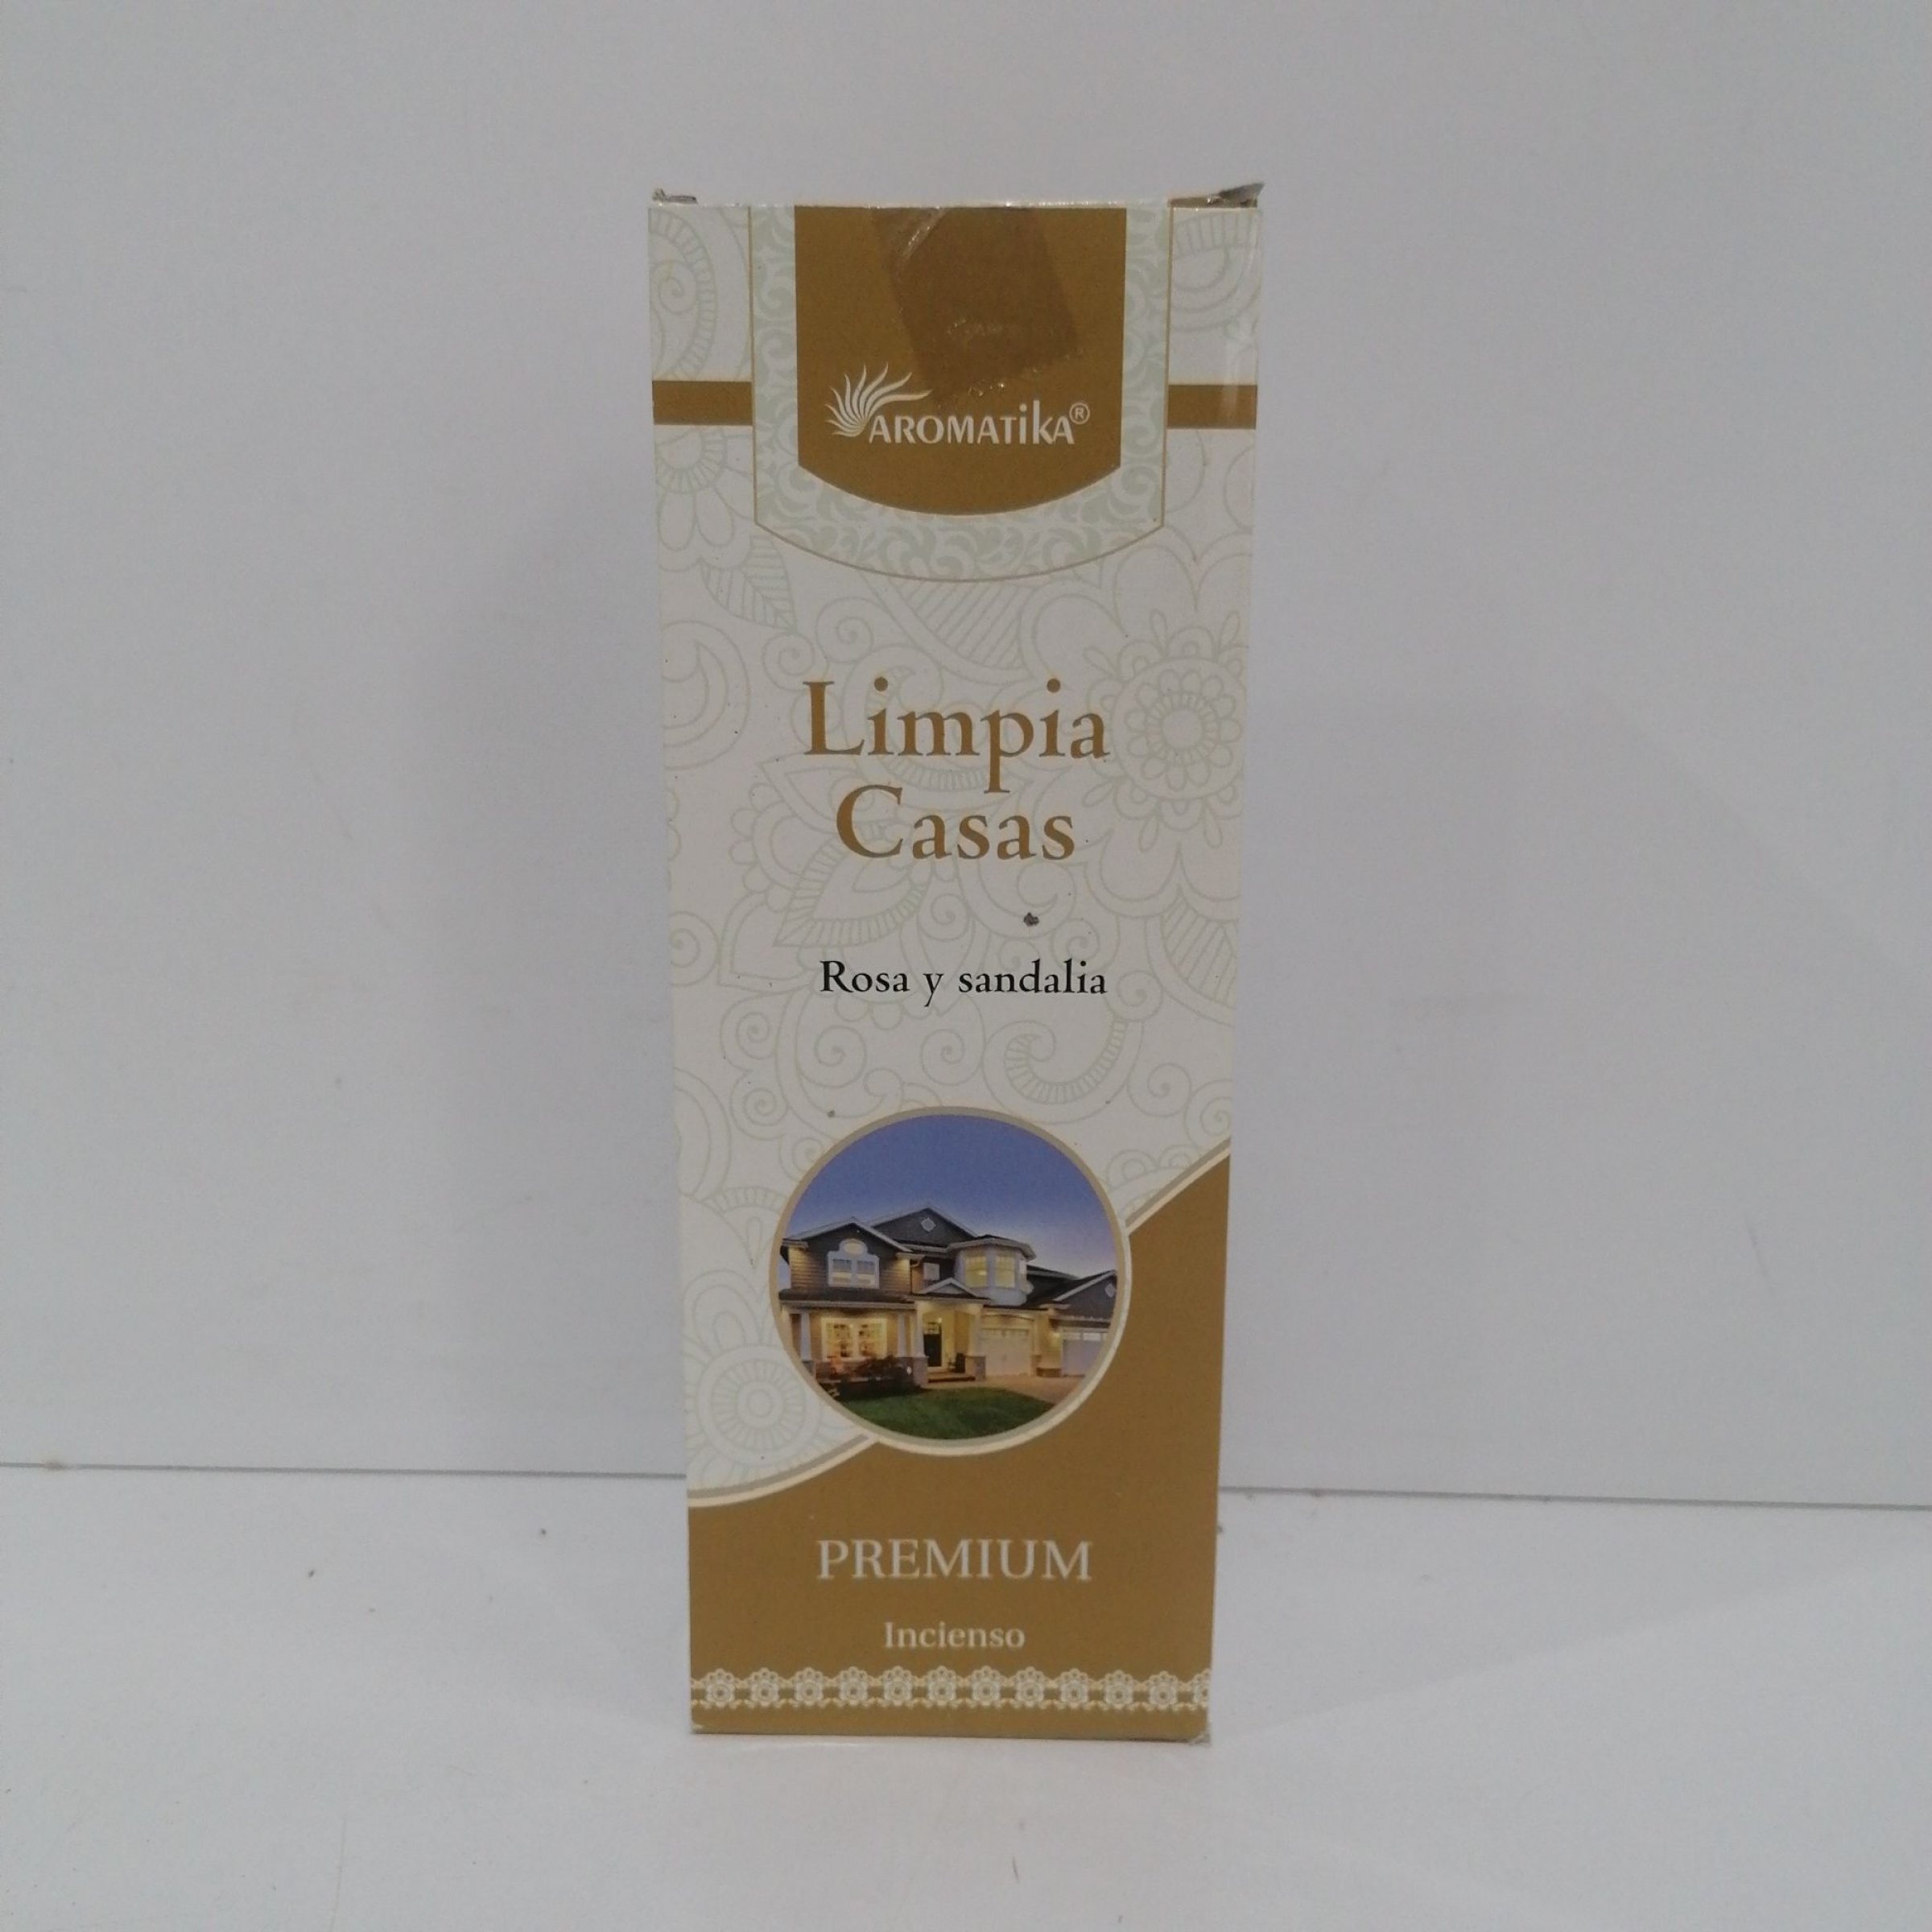 AROMATiKA®
Limpia
Casas
Rosa y sandalia
PREMIUM
Incienso